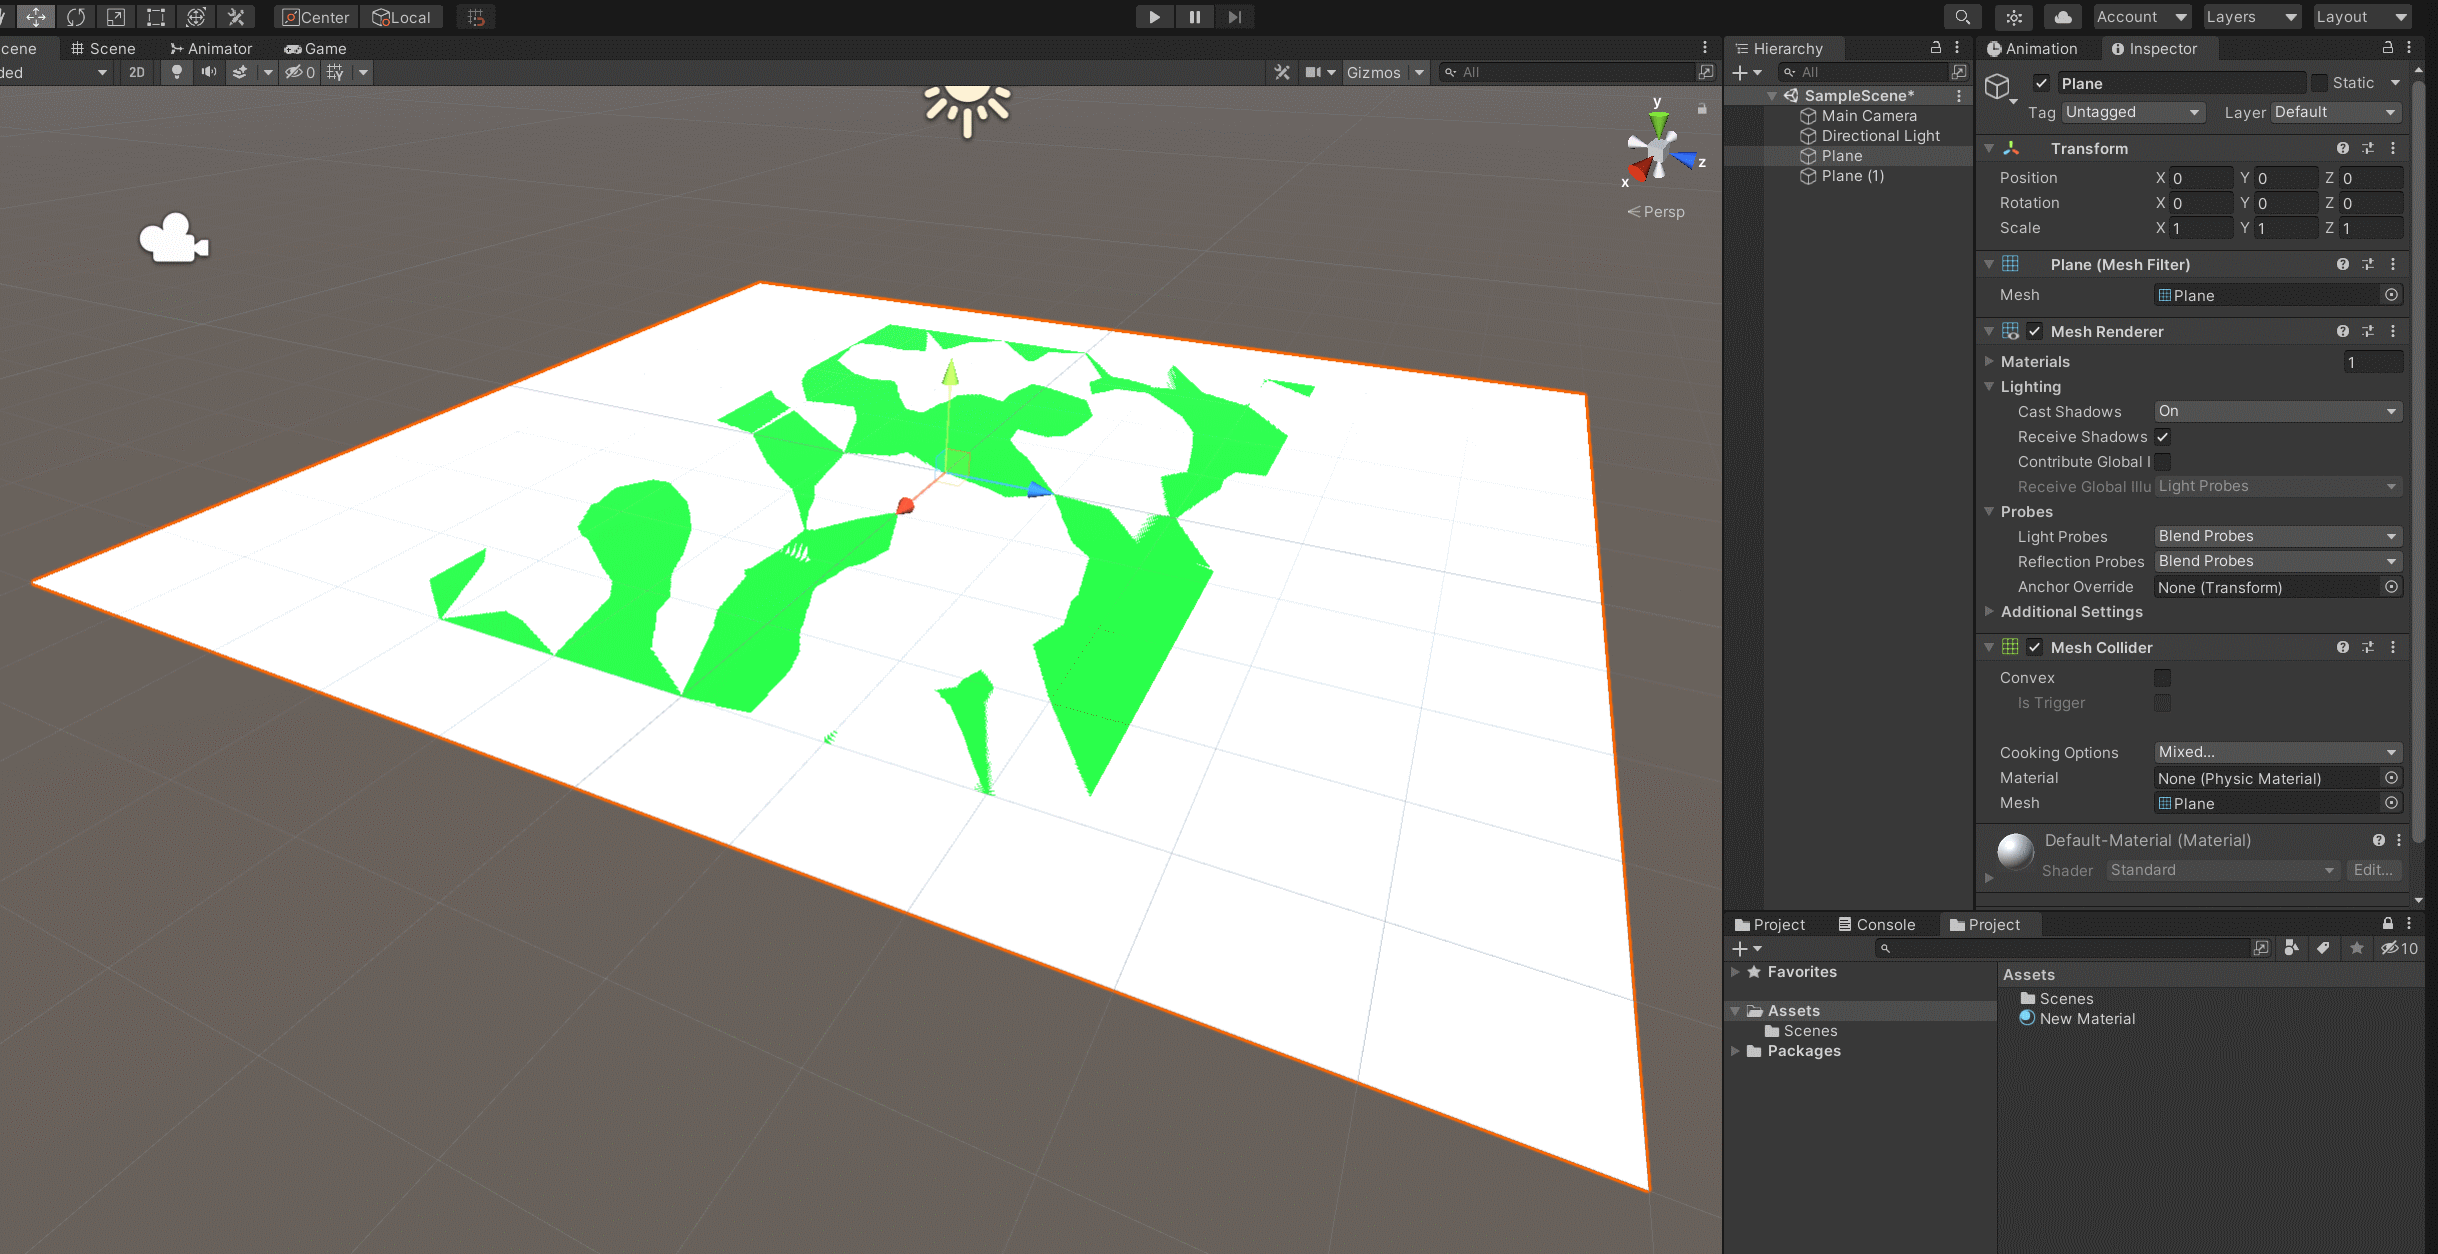 Center Local Account Layers Layout
cene Scene Animator Game
ded 2D 0 Gizmos All
y
x z
Persp
Hierarchy
All
SampleScene*
Main Camera
Directional Light
Plane
Plane (1)
Animation Inspector
Plane Static
Tag Untagged Layer Default
Transform
Position X 0 Y 0 Z 0
Rotation X 0 Y 0 Z 0
Scale X 1 Y 1 Z 1
Plane (Mesh Filter)
Mesh Plane
Mesh Renderer
Materials 1
Lighting
Cast Shadows On
Receive Shadows
Contribute Global I
Receive Global Illu Light Probes
Probes
Light Probes Blend Probes
Reflection Probes Blend Probes
Anchor Override None (Transform)
Additional Settings
Mesh Collider
Convex
Is Trigger
Cooking Options Mixed...
Material None (Physic Material)
Mesh Plane
Default-Material (Material)
Shader Standard Edit...
Project Console Project
10
Favorites
Assets
Scenes
Packages
Assets
Scenes
New Material